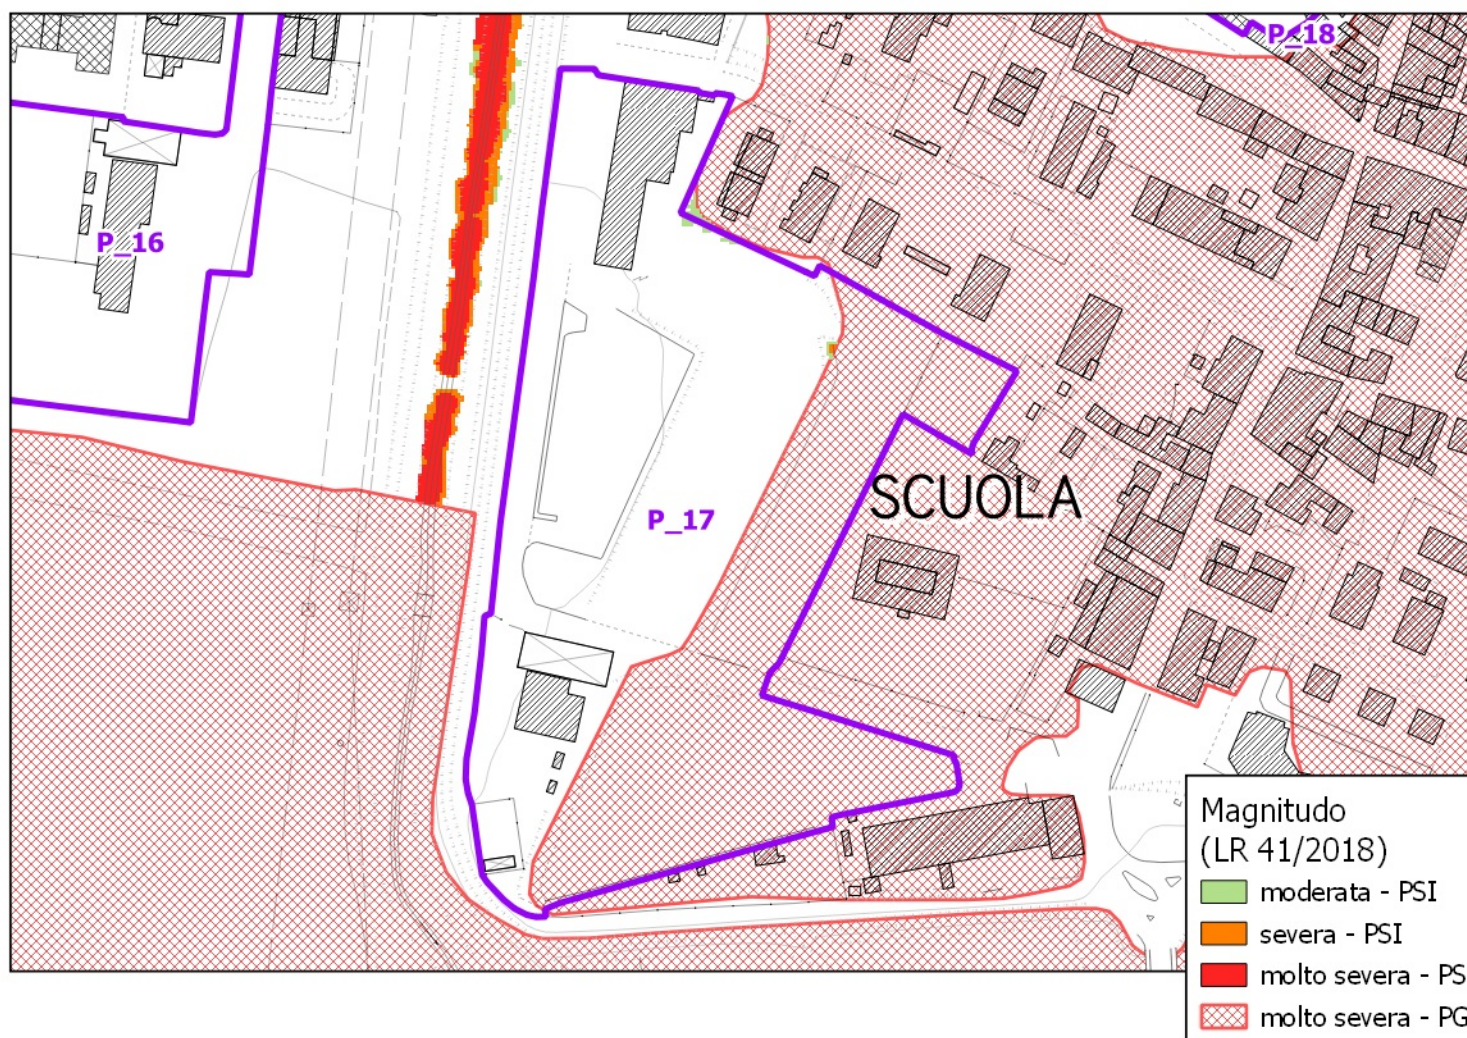 P_18
P_16
P_17
SCUOLA
Magnitudo
(LR 41/2018)
moderata - PSI
severa - PSI
molto severa - PS
molto severa - PG